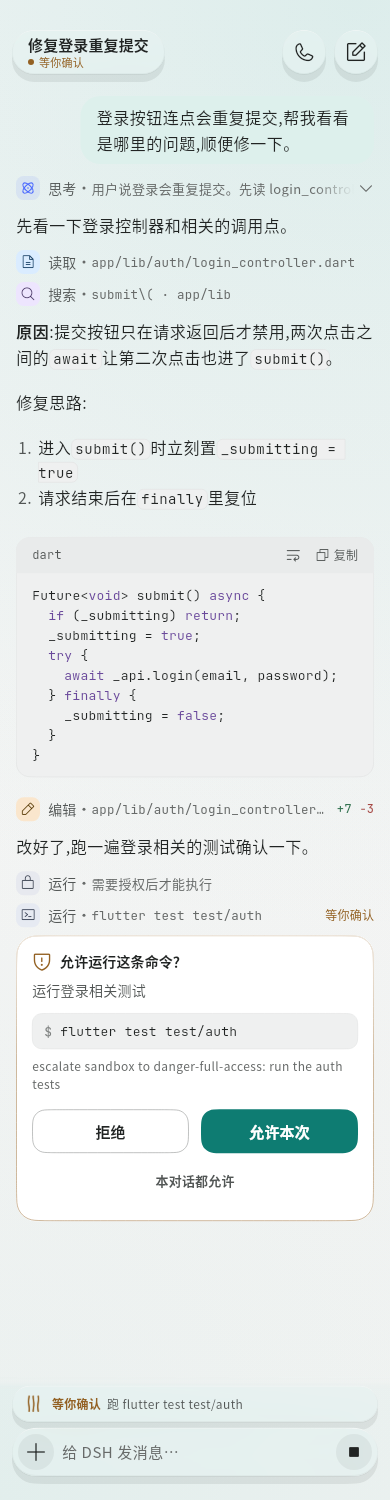 修复登录重复提交
等你确认
登录按钮连点会重复提交,帮我看看
是哪里的问题,顺便修一下。
思考 · 用户说登录会重复提交。先读 login_contro
先看一下登录控制器和相关的调用点。
读取 · app/lib/auth/login_controller.dart
搜索 · submit\( · app/lib
原因:提交按钮只在请求返回后才禁用,两次点击之
间的 await 让第二次点击也进了 submit()。
修复思路:
1. 进入 submit() 时立刻置 _submitting =
true
2. 请求结束后在 finally 里复位
dart 复制
Future<void> submit() async {
  if (_submitting) return;
  _submitting = true;
  try {
    await _api.login(email, password);
  } finally {
    _submitting = false;
  }
}
编辑 · app/lib/auth/login_controller… +7 -3
改好了,跑一遍登录相关的测试确认一下。
运行 · 需要授权后才能执行
运行 · flutter test test/auth 等你确认
允许运行这条命令?
运行登录相关测试
$ flutter test test/auth
escalate sandbox to danger-full-access: run the auth
tests
拒绝 允许本次
本对话都允许
等你确认 跑 flutter test test/auth
给 DSH 发消息…